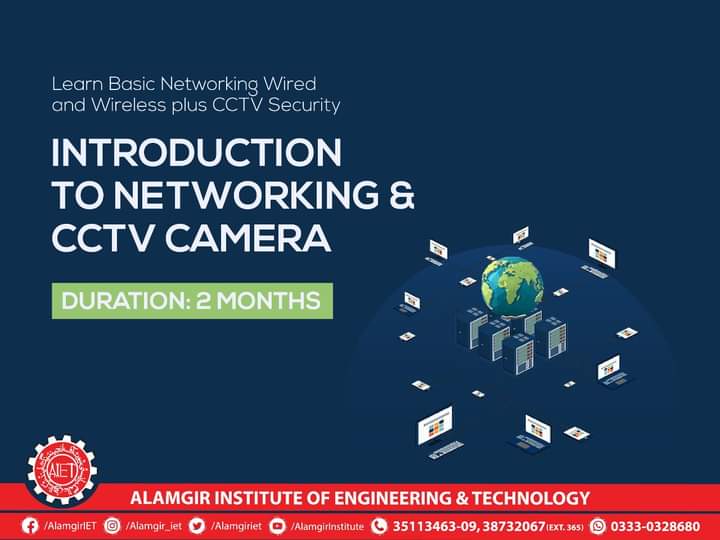 Learn Basic Networking Wired
and Wireless plus CCTV Security
INTRODUCTION
TO NETWORKING &
CCTV CAMERA
DURATION: 2 MONTHS
AIET
ALAMGIR INSTITUTE OF ENGINEERING & TECHNOLOGY
/AlamgirIET /Alamgir_iet /Alamgiriet /AlamgirInstitute 35113463-09, 38732067 (EXT. 365) 0333-0328680